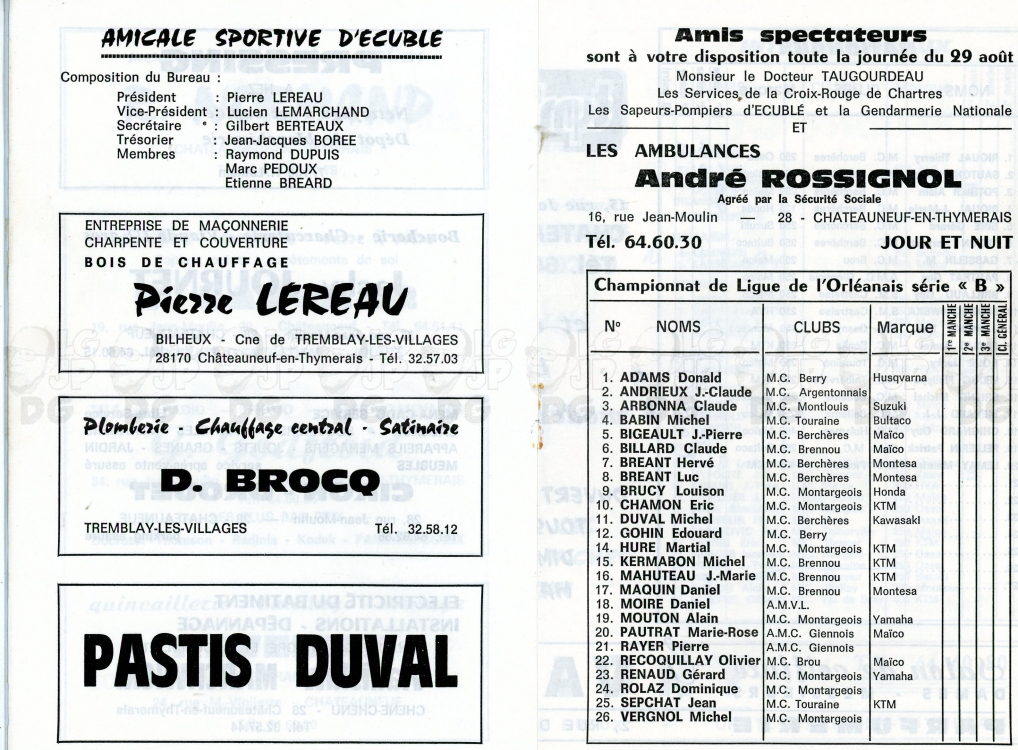 AMICALE SPORTIVE D'ECUBLE
Composition du Bureau :
Président : Pierre LEREAU
Vice-Président : Lucien LEMARCHAND
Secrétaire : Gilbert BERTEAUX
Trésorier : Jean-Jacques BOREE
Membres : Raymond DUPUIS
Marc PEDOUX
Etienne BREARD
ENTREPRISE DE MAÇONNERIE
CHARPENTE ET COUVERTURE
BOIS DE CHAUFFAGE
Pierre LEREAU
BILHEUX - Cne de TREMBLAY-LES-VILLAGES
28170 Châteauneuf-en-Thymerais - Tél. 32.57.03
Plomberie - Chauffage central - Satinaire
D. BROCQ
TREMBLAY-LES-VILLAGES Tél. 32.58.12
PASTIS DUVAL
Amis spectateurs
sont à votre disposition toute la journée du 29 août
Monsieur le Docteur TAUGOURDEAU
Les Services de la Croix-Rouge de Chartres
Les Sapeurs-Pompiers d'ECUBLÉ et la Gendarmerie Nationale
ET
LES AMBULANCES
André ROSSIGNOL
Agréé par la Sécurité Sociale
16, rue Jean-Moulin — 28 - CHATEAUNEUF-EN-THYMERAIS
Tél. 64.60.30 JOUR ET NUIT
Championnat de Ligue de l'Orléanais série « B »
N° NOMS CLUBS Marque 1re MANCHE 2e MANCHE 3e MANCHE Cl. GÉNÉRAL
1. ADAMS Donald M.C. Berry Husqvarna
2. ANDRIEUX J.-Claude M.C. Argentonnais
3. ARBONNA Claude M.C. Montlouis Suzuki
4. BABIN Michel M.C. Touraine Bultaco
5. BIGEAULT J.-Pierre M.C. Berchères Maïco
6. BILLARD Claude M.C. Brennou Maïco
7. BREANT Hervé M.C. Berchères Montesa
8. BREANT Luc M.C. Berchères Montesa
9. BRUCY Louison M.C. Montargeois Honda
10. CHAMON Eric M.C. Montargeois KTM
11. DUVAL Michel M.C. Berchères Kawasakl
12. GOHIN Edouard M.C. Berry
14. HURE Martial M.C. Montargeois KTM
15. KERMABON Michel M.C. Brennou KTM
16. MAHUTEAU J.-Marie M.C. Brennou KTM
17. MAQUIN Daniel M.C. Brennou Montesa
18. MOIRE Daniel A.M.V.L.
19. MOUTON Alain M.C. Montargeois Yamaha
20. PAUTRAT Marie-Rose A.M.C. Giennois Maïco
21. RAYER Pierre A.M.C. Giennois
22. RECOQUILLAY Olivier M.C. Brou Maïco
23. RENAUD Gérard M.C. Montargeois Yamaha
24. ROLAZ Dominique M.C. Montargeois
25. SEPCHAT Jean M.C. Touraine KTM
26. VERGNOL Michel M.C. Montargeois